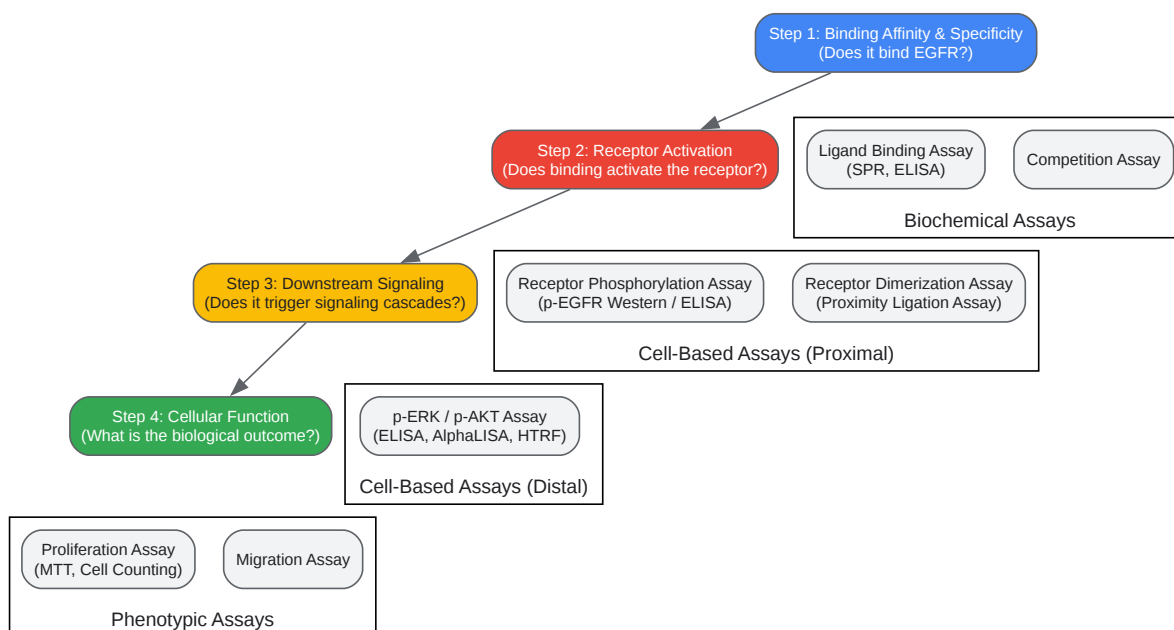 Step 1: Binding Affinity & Specificity
(Does it bind EGFR?)
Step 2: Receptor Activation
(Does binding activate the receptor?)
Ligand Binding Assay
(SPR, ELISA)
Competition Assay
Biochemical Assays
Step 3: Downstream Signaling
(Does it trigger signaling cascades?)
Receptor Phosphorylation Assay
(p-EGFR Western / ELISA)
Receptor Dimerization Assay
(Proximity Ligation Assay)
Cell-Based Assays (Proximal)
Step 4: Cellular Function
(What is the biological outcome?)
p-ERK / p-AKT Assay
(ELISA, AlphaLISA, HTRF)
Cell-Based Assays (Distal)
Proliferation Assay
(MTT, Cell Counting)
Migration Assay
Phenotypic Assays